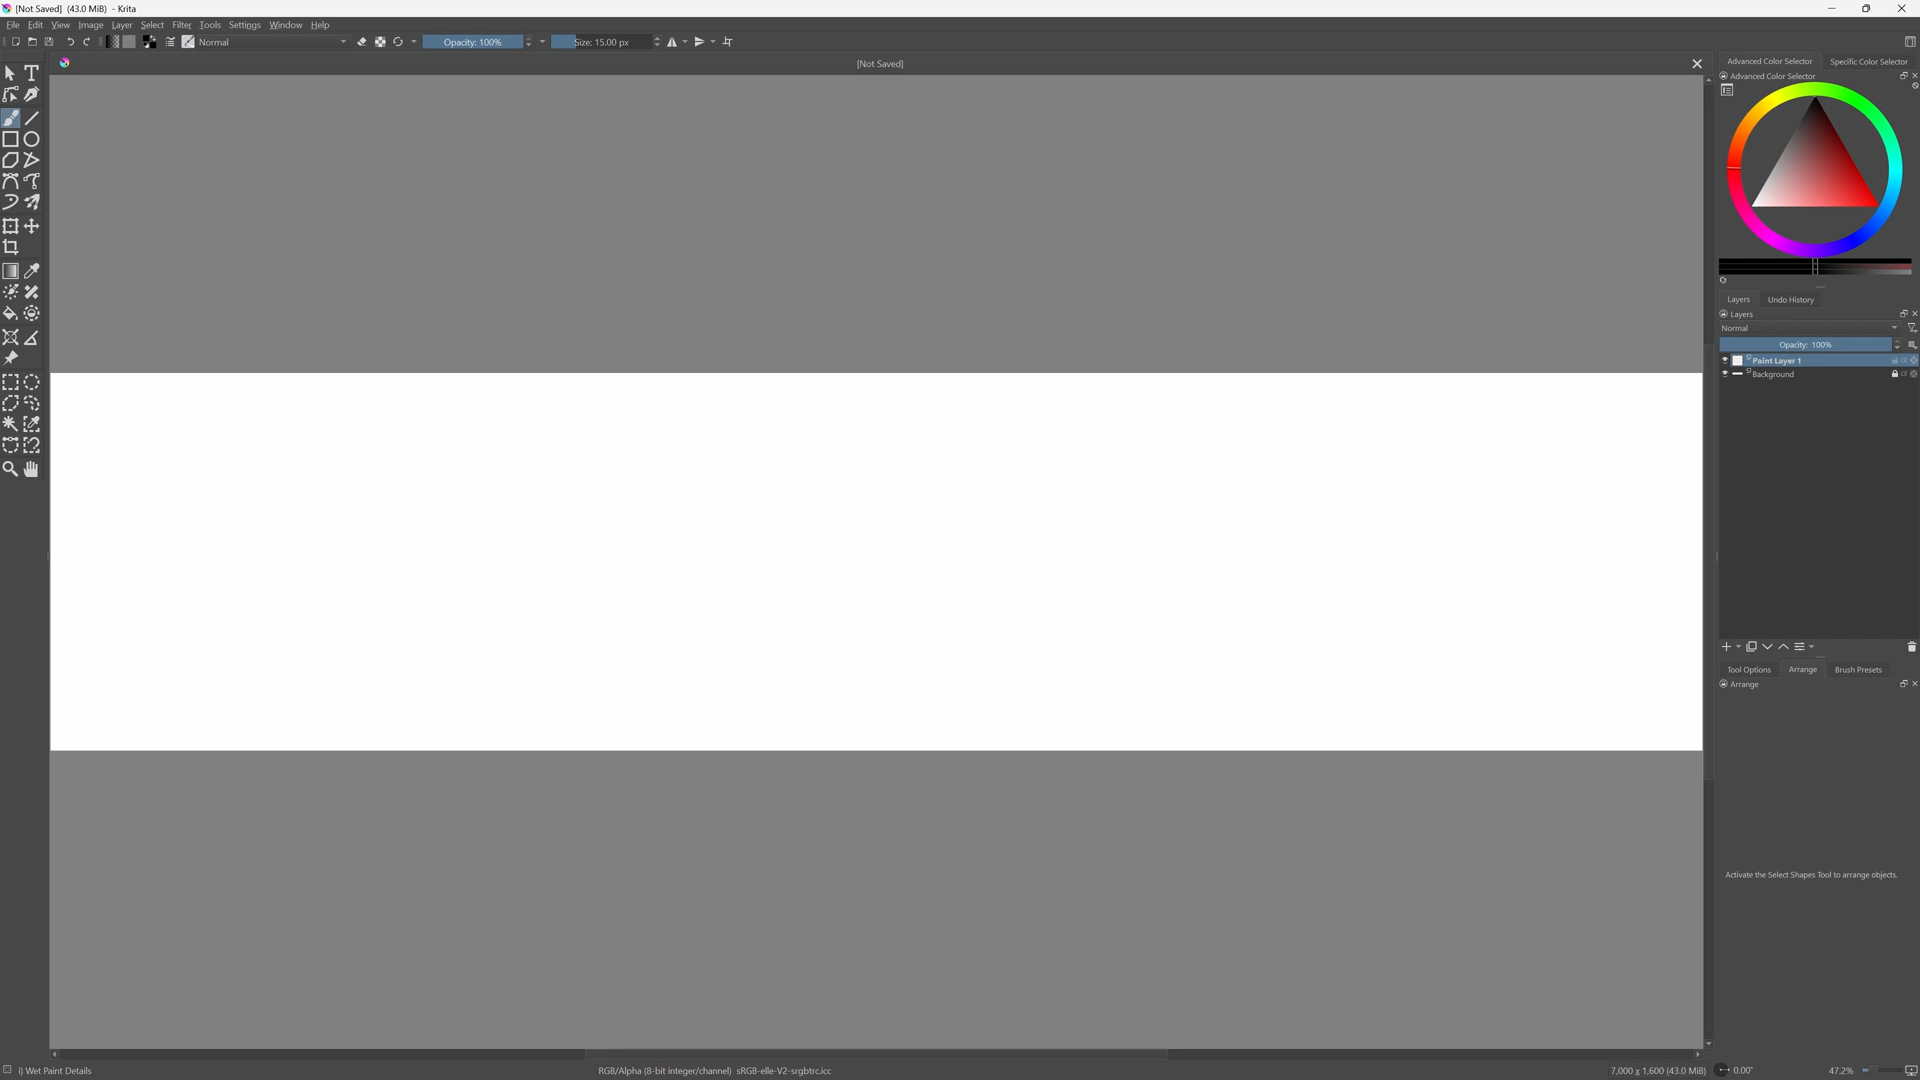 [Not Saved] (43.0 MiB) - Krita
File Edit View Image Layer Select Filter Tools Settings Window Help
Normal Opacity: 100% Size: 15.00 px
[Not Saved]
Advanced Color Selector Specific Color Selector
Advanced Color Selector
Layers Undo History
Layers
Normal
Opacity: 100%
Paint Layer 1
Background
Tool Options Arrange Brush Presets
Arrange
Activate the Select Shapes Tool to arrange objects.
i) Wet Paint Details RGB/Alpha (8-bit integer/channel) sRGB-elle-V2-srgbtrc.icc 7,000 x 1,600 (43.0 MiB) 0.00° 47.2%